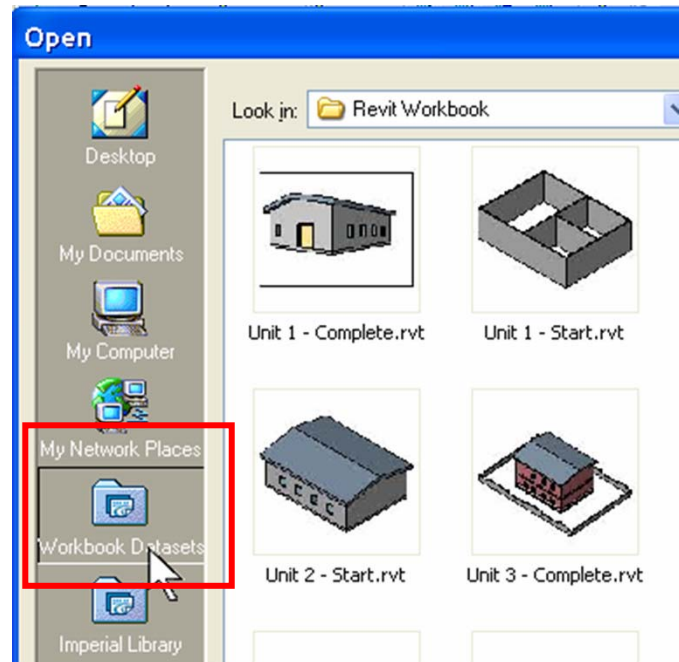 Open
Look in: Revit Workbook
Desktop
My Documents
My Computer
My Network Places
Workbook Datasets
Imperial Library
Unit 1 - Complete.rvt
Unit 1 - Start.rvt
Unit 2 - Start.rvt
Unit 3 - Complete.rvt